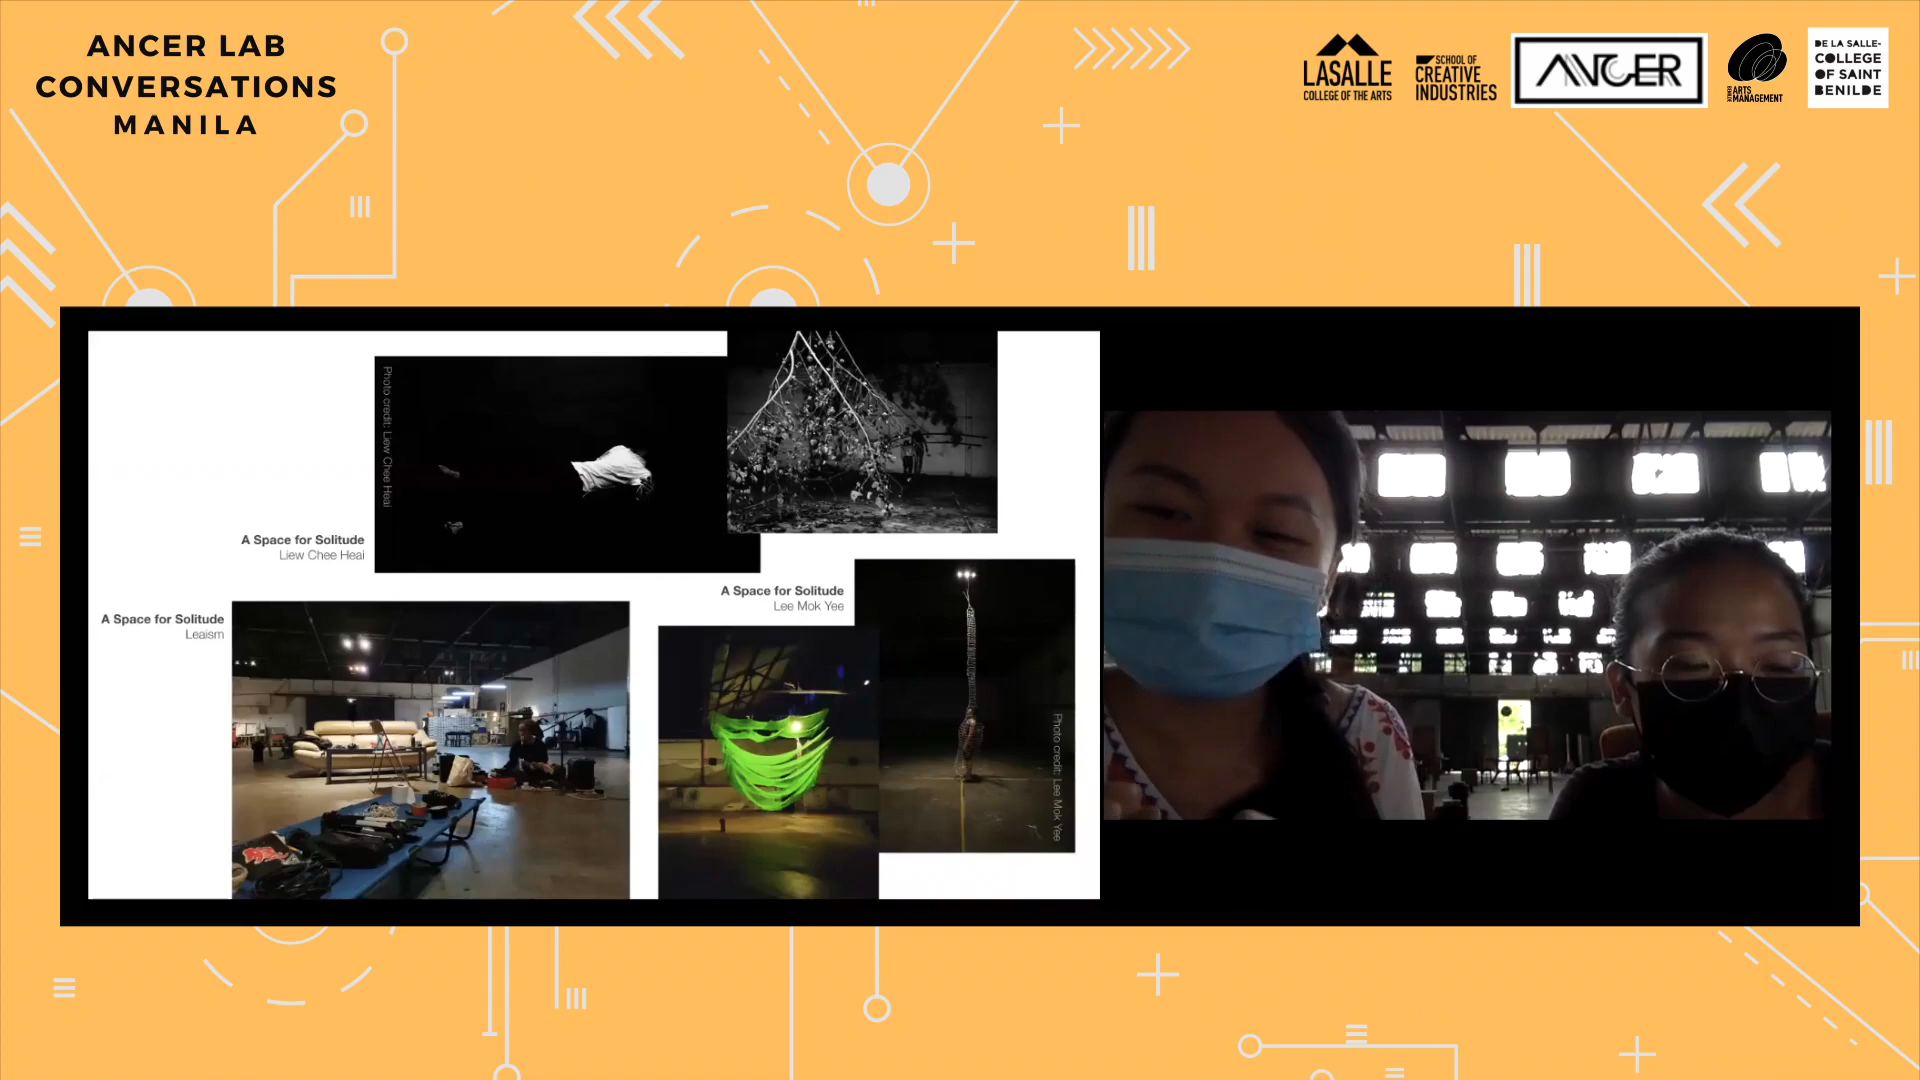 ANCER LAB
CONVERSATIONS
MANILA
LASALLE
COLLEGE OF THE ARTS
SCHOOL OF
CREATIVE
INDUSTRIES
ANCER
ARTS
MANAGEMENT
DE LA SALLE-
COLLEGE
OF SAINT
BENILDE
Photo credit: Liew Chee Heai
A Space for Solitude
Liew Chee Heai
A Space for Solitude
Leaism
A Space for Solitude
Lee Mok Yee
Photo credit: Lee Mok Yee